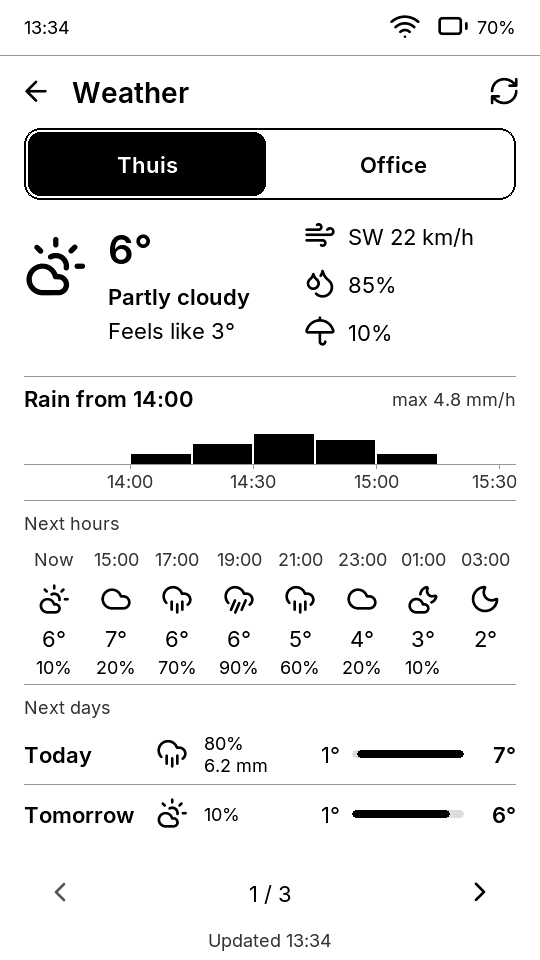 13:34 70%
Weather
Thuis Office
6°
Partly cloudy
Feels like 3°
SW 22 km/h
85%
10%
Rain from 14:00 max 4.8 mm/h
14:00 14:30 15:00 15:30
Next hours
Now 15:00 17:00 19:00 21:00 23:00 01:00 03:00
6° 7° 6° 6° 5° 4° 3° 2°
10% 20% 70% 90% 60% 20% 10%
Next days
Today 80% 6.2 mm 1° 7°
Tomorrow 10% 1° 6°
1 / 3
Updated 13:34